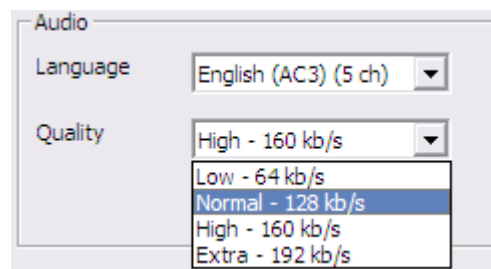 Audio
Language
English (AC3) (5 ch)
Quality
High - 160 kb/s
Low - 64 kb/s
Normal - 128 kb/s
High - 160 kb/s
Extra - 192 kb/s